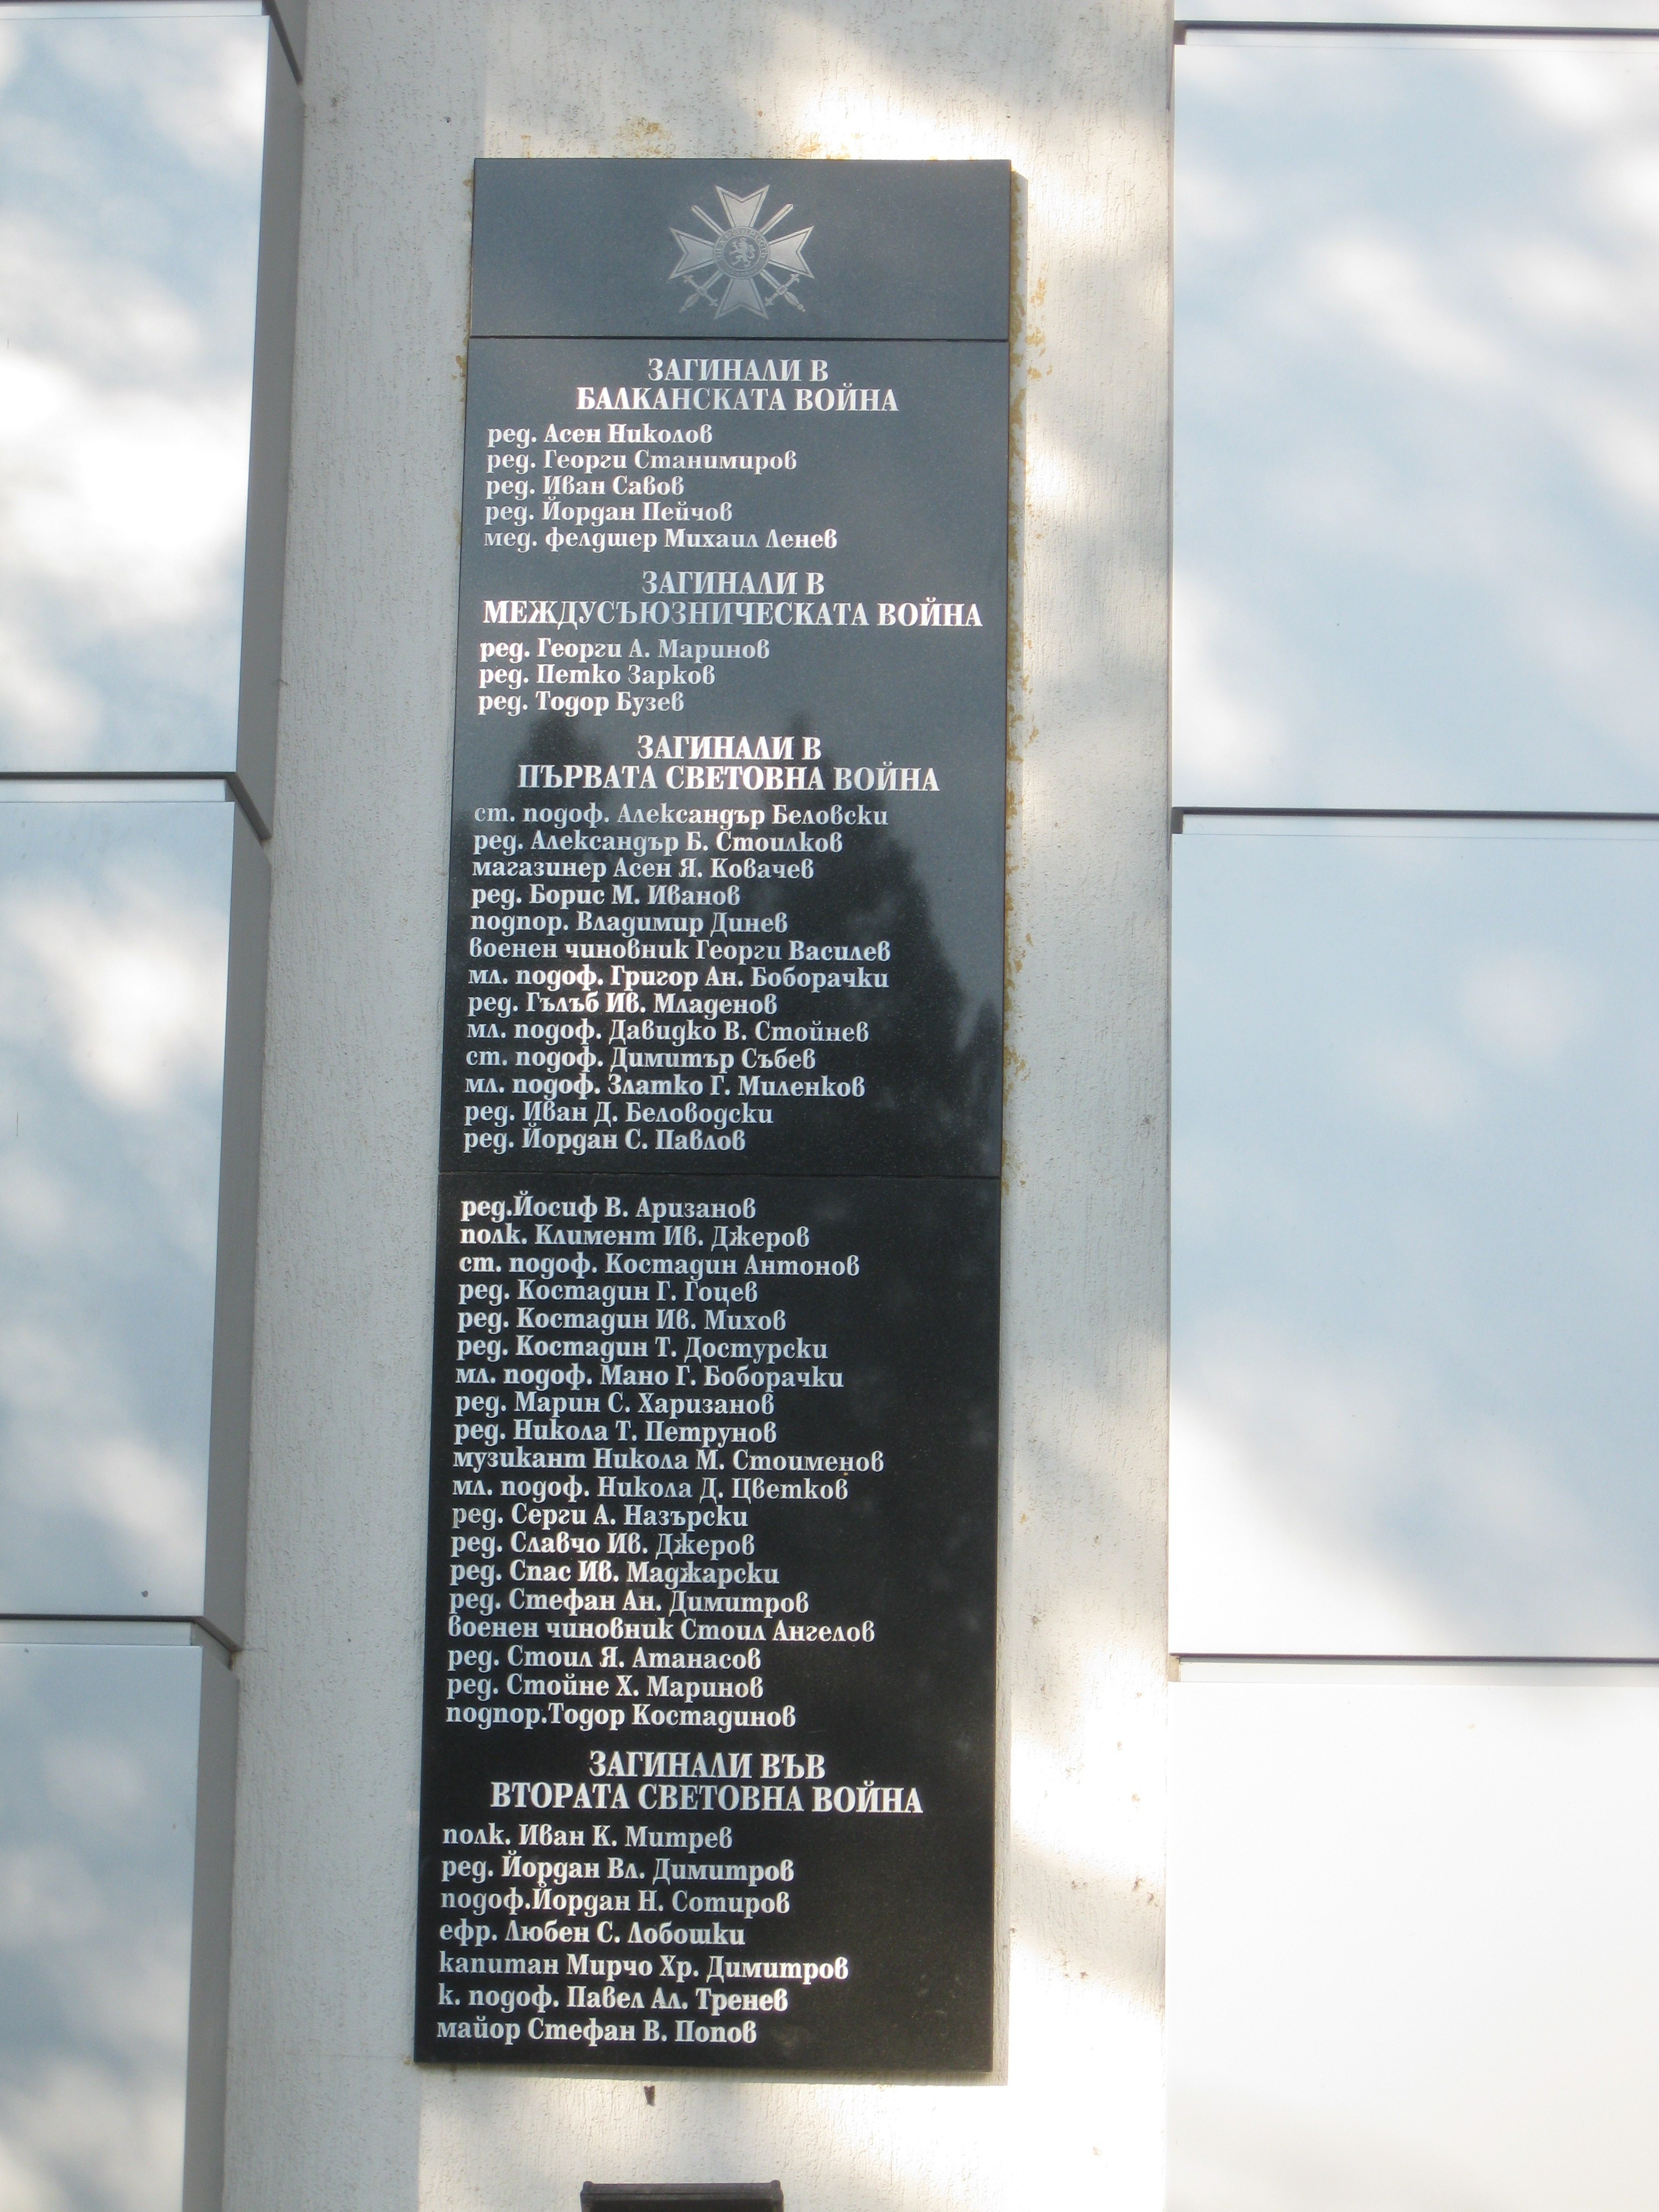 ЗАГИНАЛИ В
БАЛКАНСКАТА ВОЙНА
ред. Асен Николов
ред. Георги Станимиров
ред. Иван Савов
ред. Йордан Пейчов
мед. фелдшер Михаил Ленев
ЗАГИНАЛИ В
МЕЖДУСЪЮЗНИЧЕСКАТА ВОЙНА
ред. Георги А. Маринов
ред. Петко Зарков
ред. Тодор Бузев
ЗАГИНАЛИ В
ПЪРВАТА СВЕТОВНА ВОЙНА
ст. подоф. Александър Беловски
ред. Александър Б. Стоилков
магазинер Асен Я. Ковачев
ред. Борис М. Иванов
подпор. Владимир Динев
военен чиновник Георги Василев
мл. подоф. Григор Ан. Боборачки
ред. Гълъб Ив. Младенов
мл. подоф. Давидко В. Стойнев
ст. подоф. Димитър Събев
мл. подоф. Златко Г. Миленков
ред. Иван Д. Беловодски
ред. Йордан С. Павлов
ред.Йосиф В. Аризанов
полк. Климент Ив. Джеров
ст. подоф. Костадин Антонов
ред. Костадин Г. Гоцев
ред. Костадин Ив. Михов
ред. Костадин Т. Достурски
мл. подоф. Мано Г. Боборачки
ред. Марин С. Харизанов
ред. Никола Т. Петрунов
музикант Никола М. Стоименов
мл. подоф. Никола Д. Цветков
ред. Серги А. Назърски
ред. Славчо Ив. Джеров
ред. Спас Ив. Маджарски
ред. Стефан Ан. Димитров
военен чиновник Стоил Ангелов
ред. Стоил Я. Атанасов
ред. Стойне Х. Маринов
подпор.Тодор Костадинов
ЗАГИНАЛИ ВЪВ
ВТОРАТА СВЕТОВНА ВОЙНА
полк. Иван К. Митрев
ред. Йордан Вл. Димитров
подоф.Йордан Н. Сотиров
ефр. Любен С. Лобошки
капитан Мирчо Хр. Димитров
к. подоф. Павел Ал. Тренев
майор Стефан В. Попов